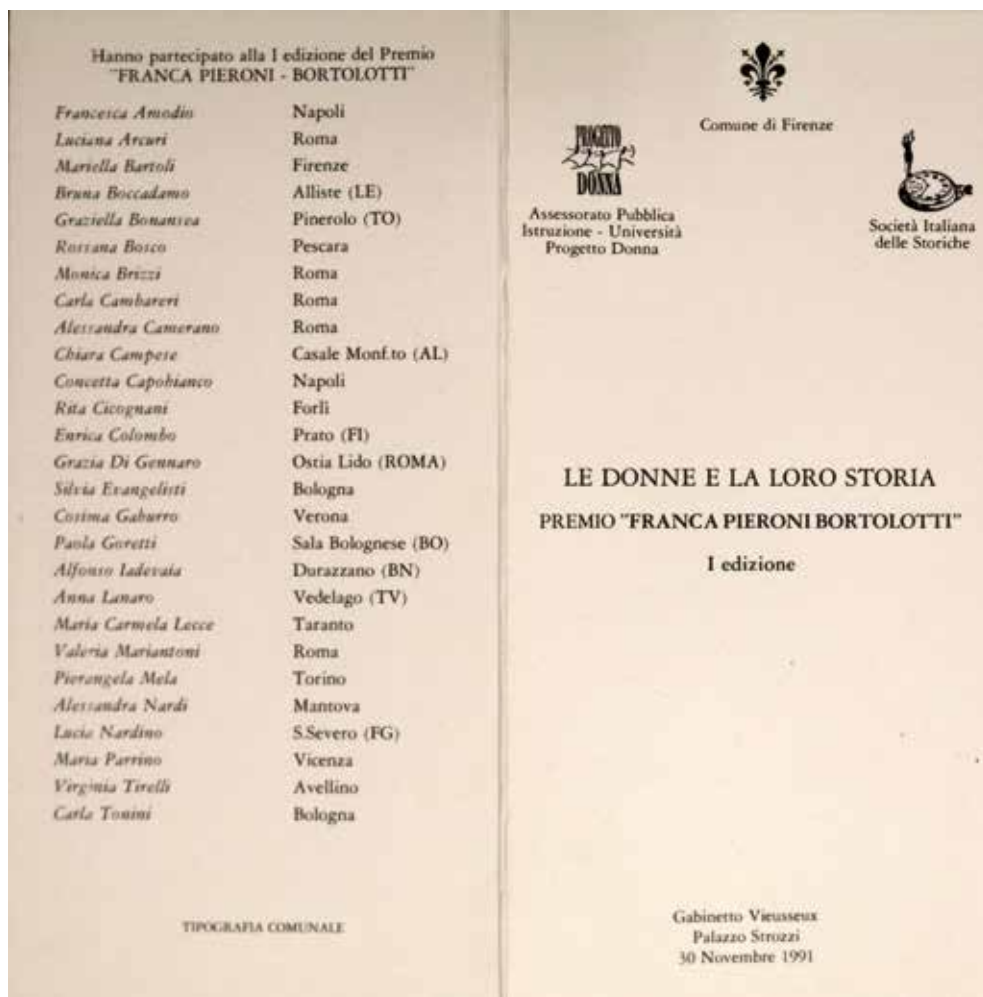 Hanno partecipato alla I edizione del Premio
"FRANCA PIERONI - BORTOLOTTI"
Francesca Amodio Napoli
Luciana Arcuri Roma
Mariella Bartoli Firenze
Bruna Boccadamo Alliste (LE)
Graziella Bonansea Pinerolo (TO)
Rossana Bosco Pescara
Monica Brizzi Roma
Carla Cambareri Roma
Alessandra Camerano Roma
Chiara Campese Casale Monf.to (AL)
Concetta Capobianco Napoli
Rita Cicognani Forlì
Enrica Colombo Prato (FI)
Grazia Di Gennaro Ostia Lido (ROMA)
Silvia Evangelisti Bologna
Cosima Gaburro Verona
Paola Goretti Sala Bolognese (BO)
Alfonso Iadevaia Durazzano (BN)
Anna Lanaro Vedelago (TV)
Maria Carmela Lecce Taranto
Valeria Mariantoni Roma
Pierangela Mela Torino
Alessandra Nardi Mantova
Lucia Nardino S.Severo (FG)
Maria Parrino Vicenza
Virginia Tirelli Avellino
Carla Tonini Bologna
TIPOGRAFIA COMUNALE
Comune di Firenze
PROGETTO
DONNA
Assessorato Pubblica
Istruzione - Università
Progetto Donna
Società Italiana
delle Storiche
LE DONNE E LA LORO STORIA
PREMIO "FRANCA PIERONI BORTOLOTTI"
I edizione
Gabinetto Vieusseux
Palazzo Strozzi
30 Novembre 1991